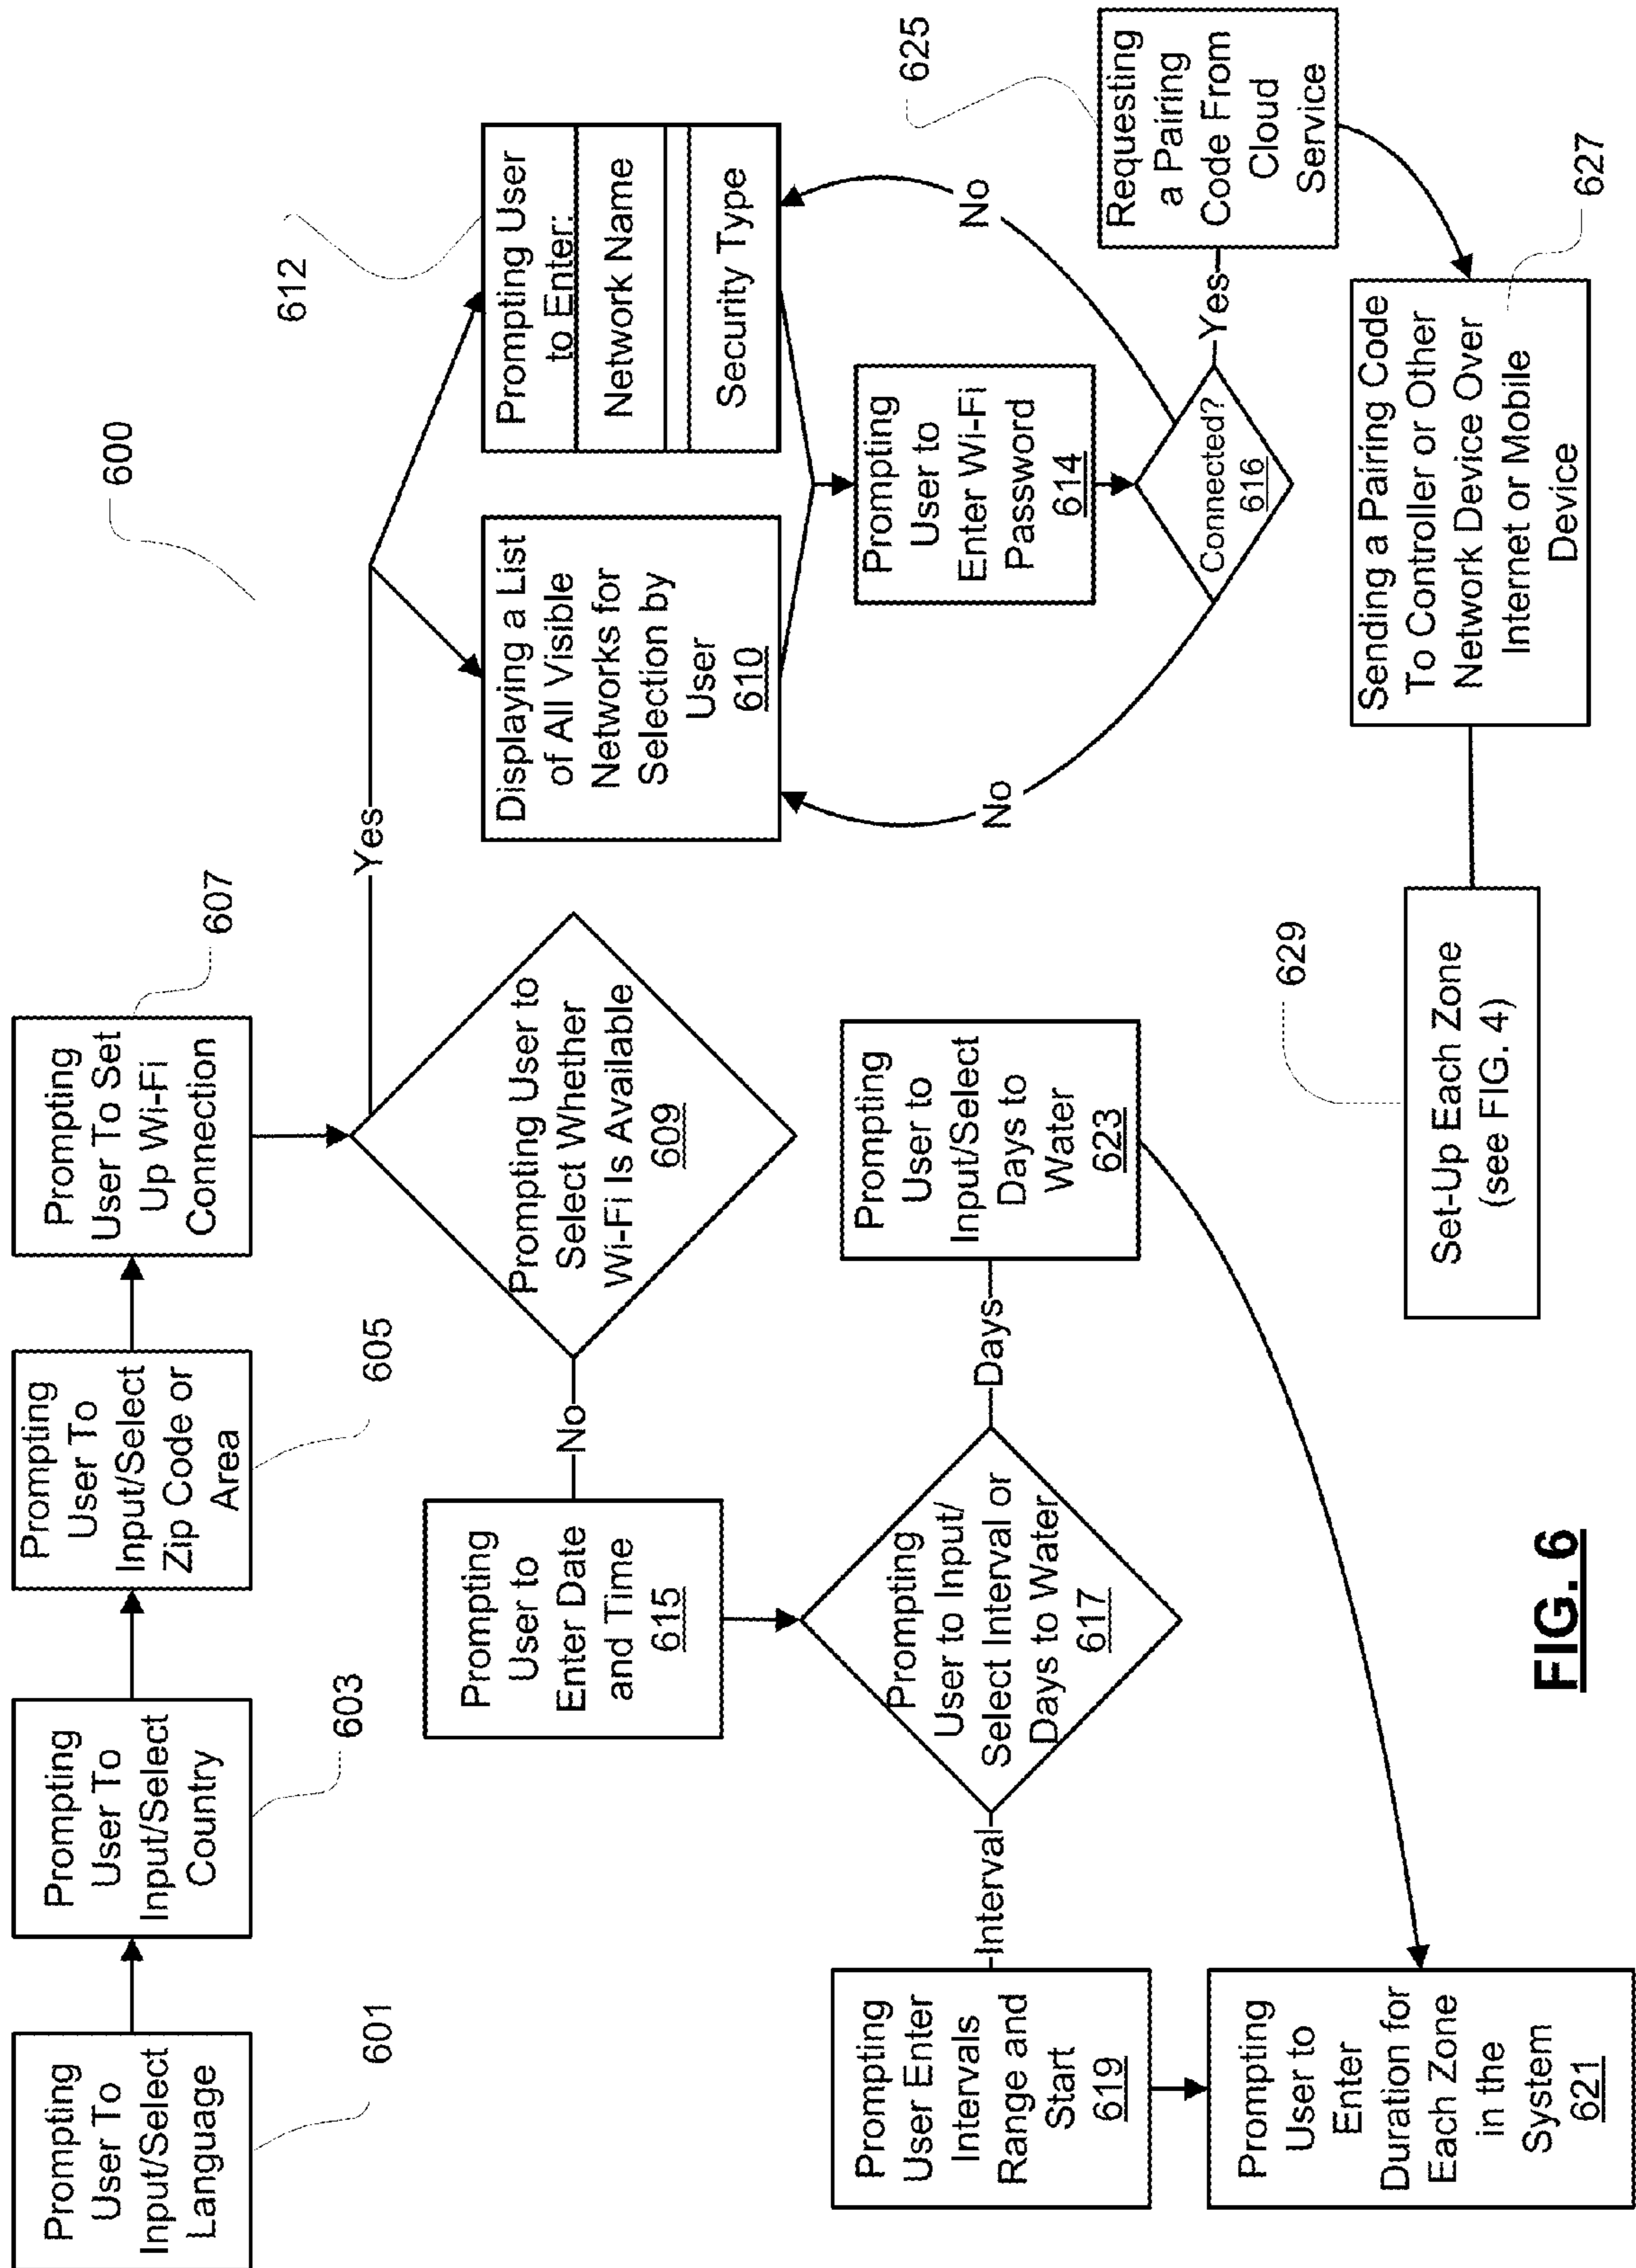 Prompting
User To
Input/Select
Language
601
Prompting
User To
Input/Select
Country
603
Prompting
User To
Input/Select
Zip Code or
Area
605
Prompting
User To Set
Up Wi-Fi
Connection
607
600
Prompting User to
Select Whether
Wi-Fi Is Available
609
Yes
No
Displaying a List
of All Visible
Networks for
Selection by
User
610
612
Prompting User
to Enter:
Network Name
Security Type
Prompting
User to
Enter Wi-Fi
Password
614
Connected?
616
No
No
Yes
625
Requesting
a Pairing
Code From
Cloud
Service
Sending a Pairing Code
To Controller or Other
Network Device Over
Internet or Mobile
Device
627
629
Set-Up Each Zone
(see FIG. 4)
Prompting
User to
Enter Date
and Time
615
Prompting
User to Input/
Select Interval or
Days to Water
617
Interval
Days
Prompting
User to
Input/Select
Days to
Water
623
Prompting
User Enter
Intervals
Range and
Start
619
Prompting
User to
Enter
Duration for
Each Zone
in the
System
621
FIG. 6